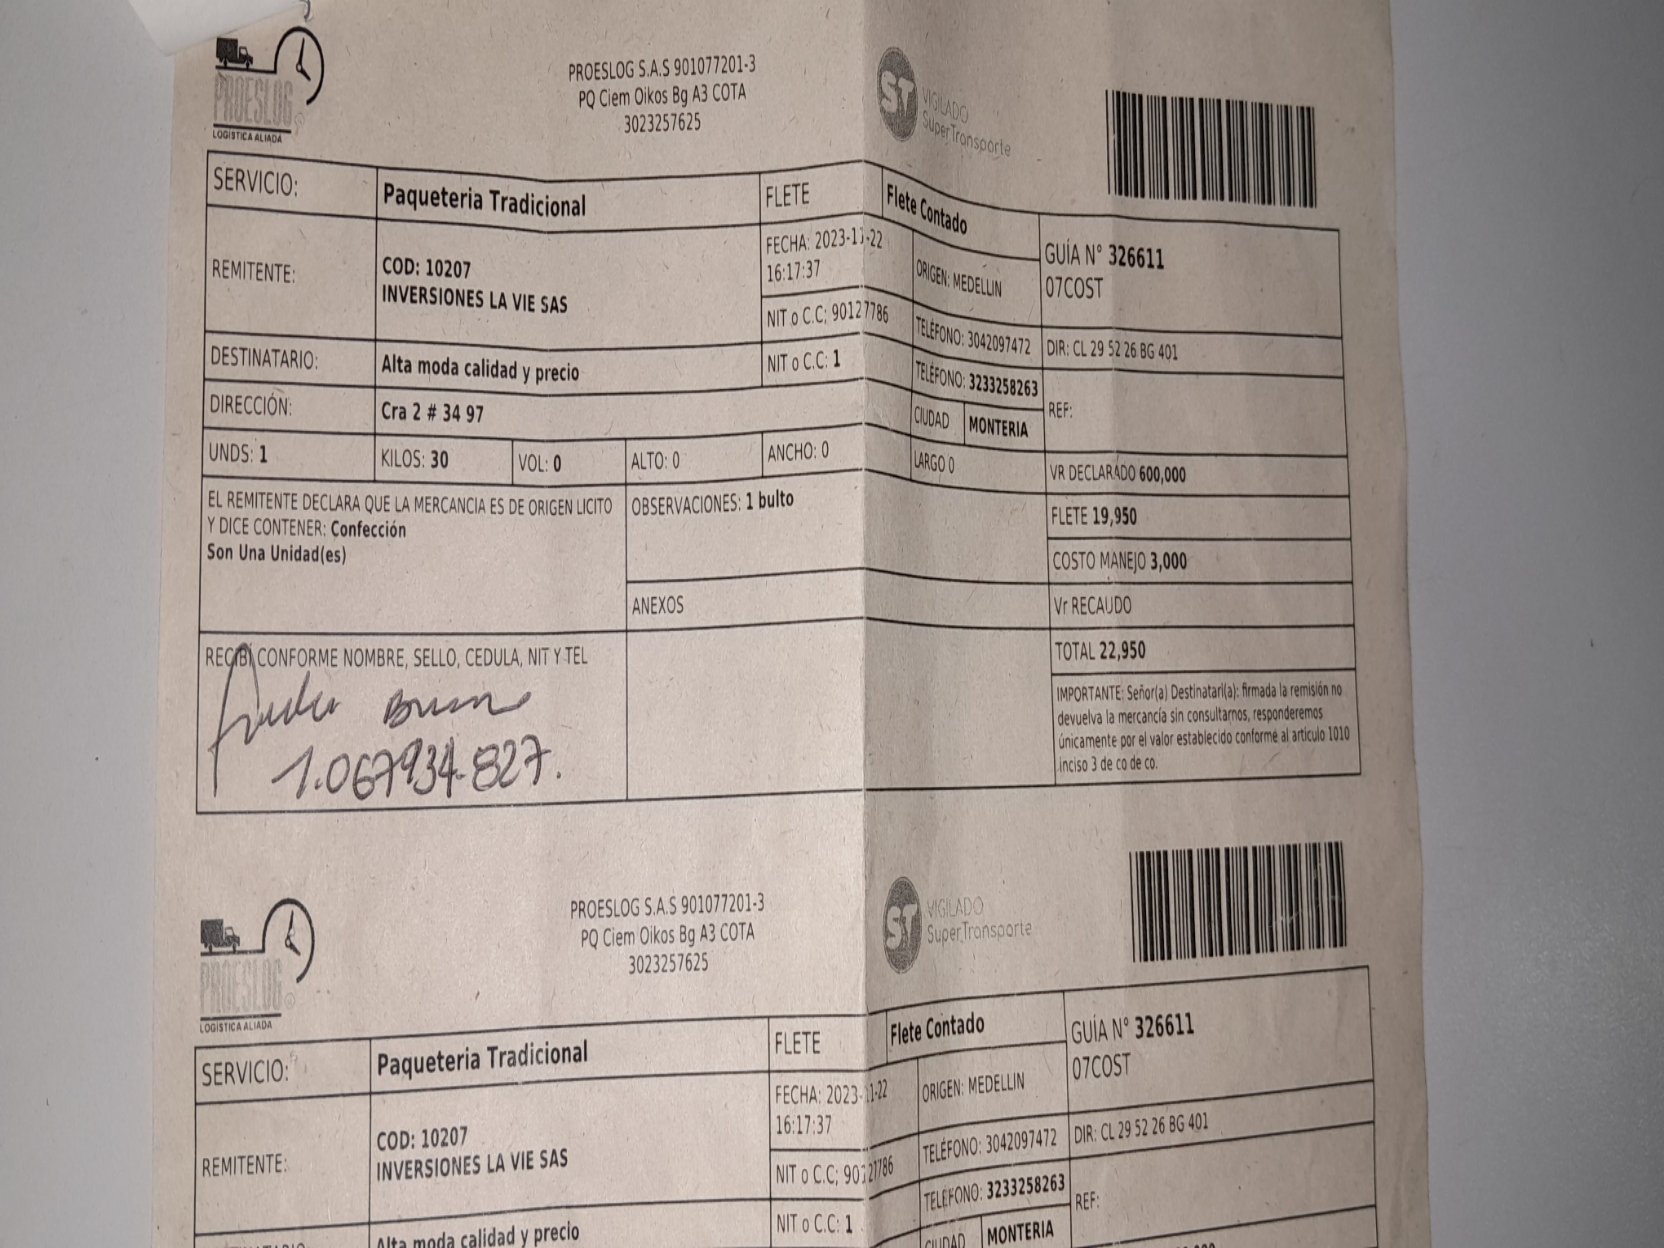 PROESLOG
LOGÍSTICA ALIADA
PROESLOG S.A.S 901077201-3
PQ Ciem Oikos Bg A3 COTA
3023257625
ST
VIGILADO
SuperTransporte
SERVICIO: Paqueteria Tradicional FLETE Flete Contado
REMITENTE: COD: 10207
INVERSIONES LA VIE SAS
FECHA: 2023-11-22
16:17:37
ORIGEN: MEDELLIN
GUÍA N° 326611
07COST
NIT o C.C; 90127786 TELÉFONO: 3042097472 DIR: CL 29 52 26 BG 401
DESTINATARIO: Alta moda calidad y precio NIT o C.C: 1 TELÉFONO: 3233258263 REF:
DIRECCIÓN: Cra 2 # 34 97 CIUDAD MONTERIA
UNDS: 1 KILOS: 30 VOL: 0 ALTO: 0 ANCHO: 0 LARGO 0 VR DECLARADO 600,000
EL REMITENTE DECLARA QUE LA MERCANCIA ES DE ORIGEN LICITO
Y DICE CONTENER: Confección
Son Una Unidad(es)
OBSERVACIONES: 1 bulto
FLETE 19,950
COSTO MANEJO 3,000
ANEXOS
Vr RECAUDO
TOTAL 22,950
RECIBI CONFORME NOMBRE, SELLO, CEDULA, NIT Y TEL
1.067934.827.
IMPORTANTE: Señor(a) Destinatari(a): firmada la remisión no
devuelva la mercancía sin consultarnos, responderemos
únicamente por el valor establecido conforme al artículo 1010
inciso 3 de co de co.
PROESLOG
LOGÍSTICA ALIADA
PROESLOG S.A.S 901077201-3
PQ Ciem Oikos Bg A3 COTA
3023257625
ST
VIGILADO
SuperTransporte
SERVICIO: Paqueteria Tradicional FLETE Flete Contado
REMITENTE: COD: 10207
INVERSIONES LA VIE SAS
FECHA: 2023-11-22
16:17:37
ORIGEN: MEDELLIN
GUÍA N° 326611
07COST
NIT o C.C; 90127786 TELÉFONO: 3042097472 DIR: CL 29 52 26 BG 401
Alta moda calidad y precio NIT o C.C: 1 TELÉFONO: 3233258263 REF:
CIUDAD MONTERIA